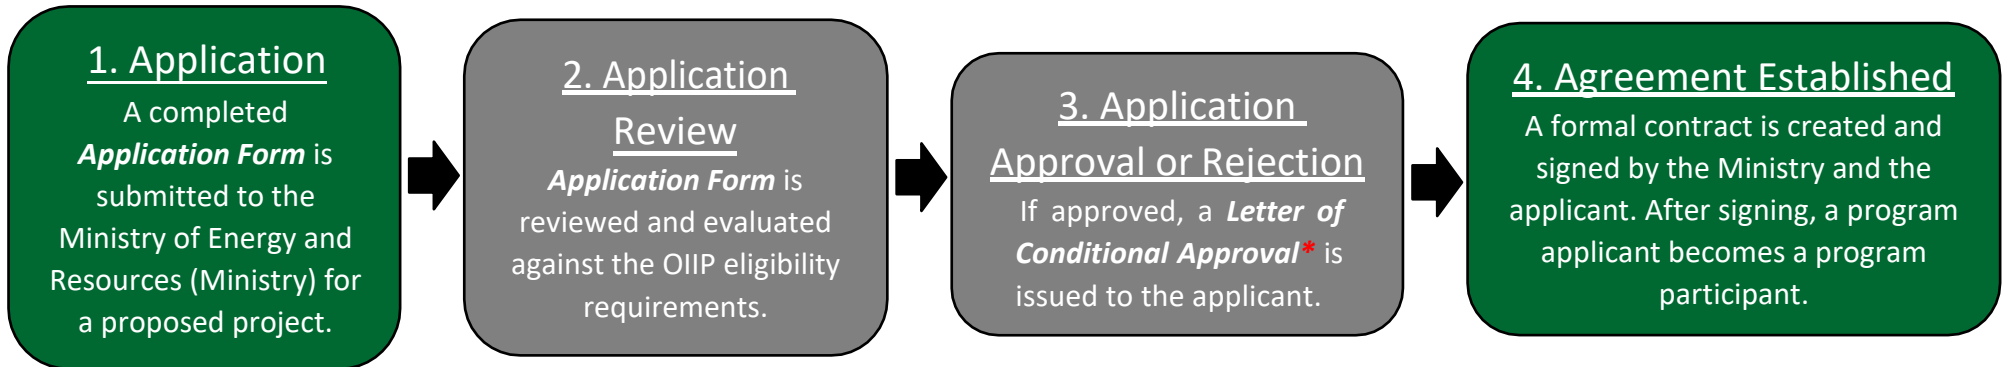 1. Application
A completed
Application Form is
submitted to the
Ministry of Energy and
Resources (Ministry) for
a proposed project.
2. Application
Review
Application Form is
reviewed and evaluated
against the OIIP eligibility
requirements.
3. Application
Approval or Rejection
If approved, a Letter of
Conditional Approval* is
issued to the applicant.
4. Agreement Established
A formal contract is created and
signed by the Ministry and the
applicant. After signing, a program
applicant becomes a program
participant.